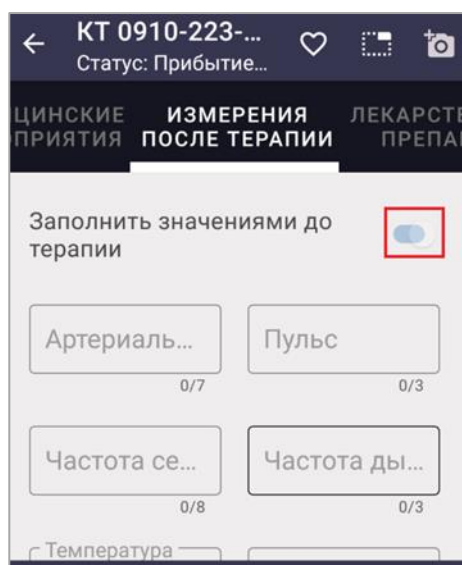 КТ 0910-223-...
Статус: Прибытие...
ЦИНСКИЕ
ПРИЯТИЯ
ИЗМЕРЕНИЯ
ПОСЛЕ ТЕРАПИИ
ЛЕКАРСТВ
ПРЕПА
Заполнить значениями до
терапии
Артериаль...
Пульс
0/7
0/3
Частота се...
Частота ды...
0/8
0/3
Температура